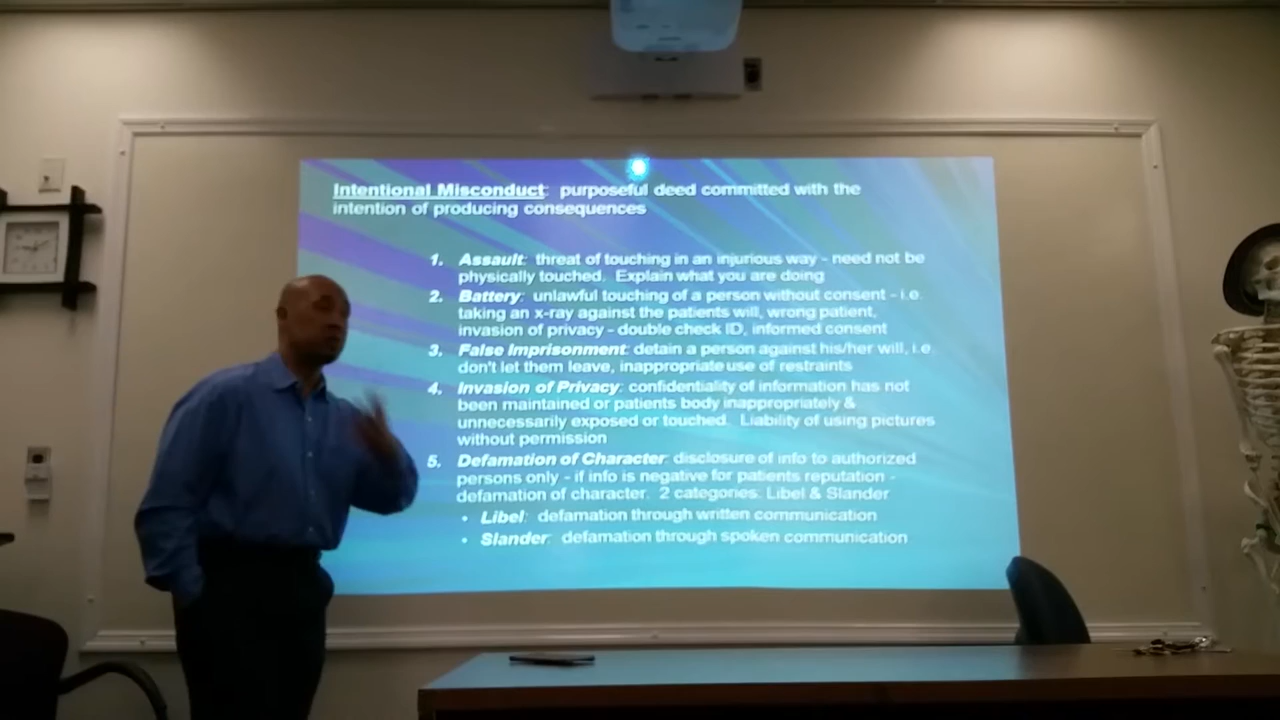 Intentional Misconduct: purposeful deed committed with the
intention of producing consequences
1. Assault: threat of touching in an injurious way - need not be
physically touched. Explain what you are doing
2. Battery: unlawful touching of a person without consent - i.e.
taking an x-ray against the patients will, wrong patient,
invasion of privacy - double check ID, informed consent
3. False Imprisonment: detain a person against his/her will, i.e
don't let them leave, inappropriate use of restraints
4. Invasion of Privacy: confidentiality of information has not
been maintained or patients body inappropriately &
unnecessarily exposed or touched. Liability of using pictures
without permission
5. Defamation of Character: disclosure of info to authorized
persons only - if info is negative for patients reputation -
defamation of character. 2 categories: Libel & Slander
• Libel: defamation through written communication
• Slander: defamation through spoken communication